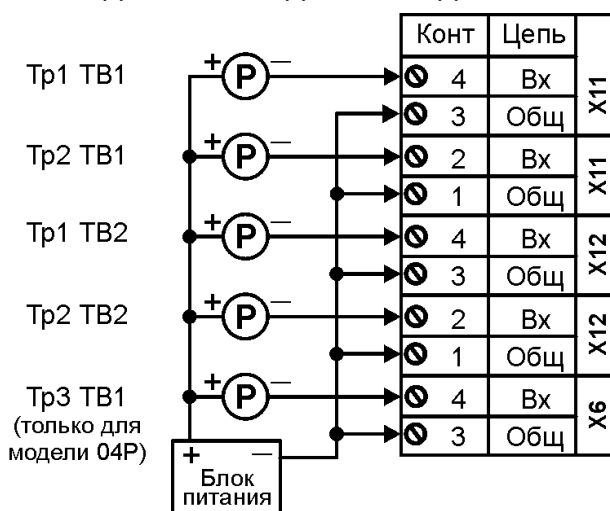 Конт Цепь
Тр1 ТВ1 + Р — 4 Вх X11
3 Общ
Тр2 ТВ1 + Р — 2 Вх X11
1 Общ
Тр1 ТВ2 + Р — 4 Вх X12
3 Общ
Тр2 ТВ2 + Р — 2 Вх X12
1 Общ
Тр3 ТВ1 + Р — 4 Вх X6
(только для
модели 04Р) 3 Общ
+ —
Блок
питания